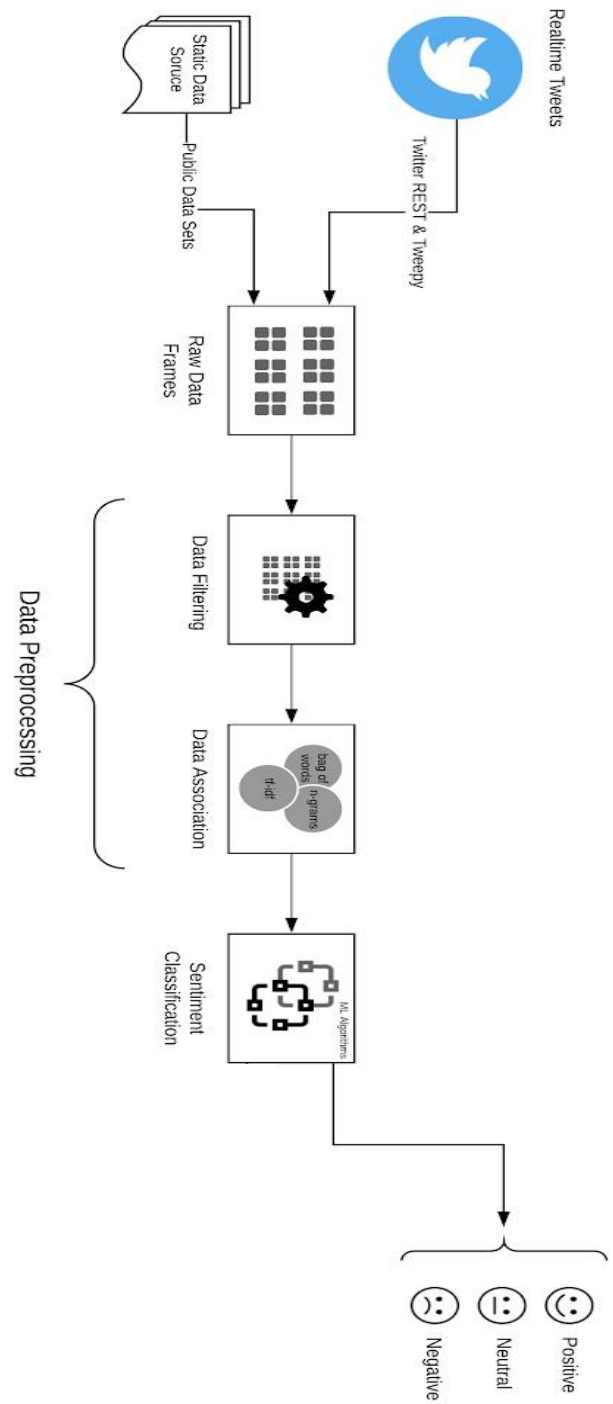 Realtime Tweets
Twitter REST & Tweepy
Static Data
Soruce
Public Data Sets
Raw Data
Frames
Data Filtering
bag of
words
n-grams
tf-idf
Data Association
Data Preprocessing
ML Algorithms
Sentiment
Classification
Positive
Neutral
Negative